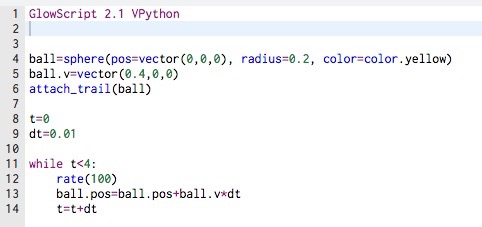 1 GlowScript 2.1 VPython
2
3
4 ball=sphere(pos=vector(0,0,0), radius=0.2, color=color.yellow)
5 ball.v=vector(0.4,0,0)
6 attach_trail(ball)
7
8 t=0
9 dt=0.01
10
11 while t<4:
12     rate(100)
13     ball.pos=ball.pos+ball.v*dt
14     t=t+dt